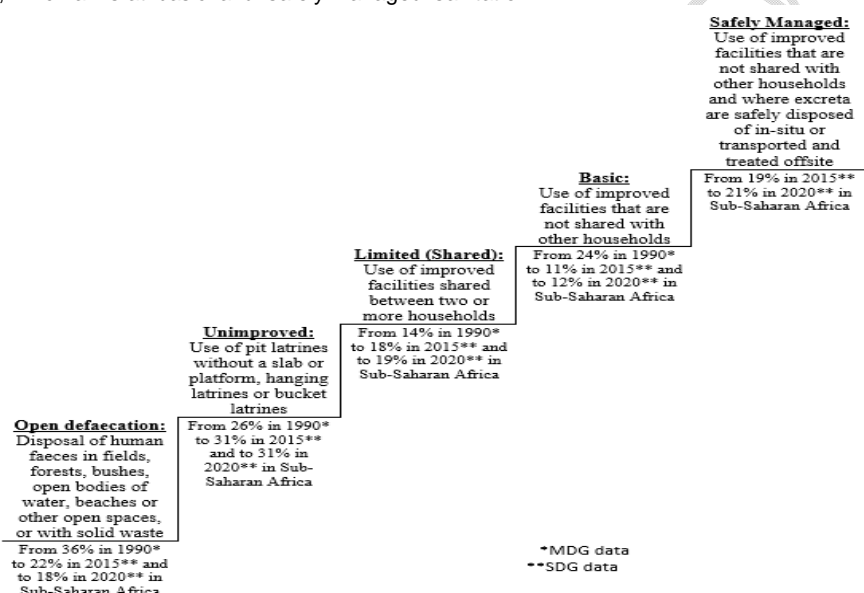 Safely Managed:
Use of improved
facilities that are
not shared with
other households
and where excreta
are safely disposed
of in-situ or
transported and
treated offsite
From 19% in 2015**
to 21% in 2020** in
Sub-Saharan Africa
Basic:
Use of improved
facilities that are
not shared with
other households
From 24% in 1990*
to 11% in 2015** and
to 12% in 2020** in
Sub-Saharan Africa
Limited (Shared):
Use of improved
facilities shared
between two or
more households
From 14% in 1990*
to 18% in 2015** and
to 19% in 2020** in
Sub-Saharan Africa
Unimproved:
Use of pit latrines
without a slab or
platform, hanging
latrines or bucket
latrines
From 26% in 1990*
to 31% in 2015**
and to 31% in
2020** in Sub-
Saharan Africa
Open defaecation:
Disposal of human
faeces in fields,
forests, bushes,
open bodies of
water, beaches or
other open spaces,
or with solid waste
From 36% in 1990*
to 22% in 2015** and
to 18% in 2020** in
Sub-Saharan Africa
*MDG data
**SDG data